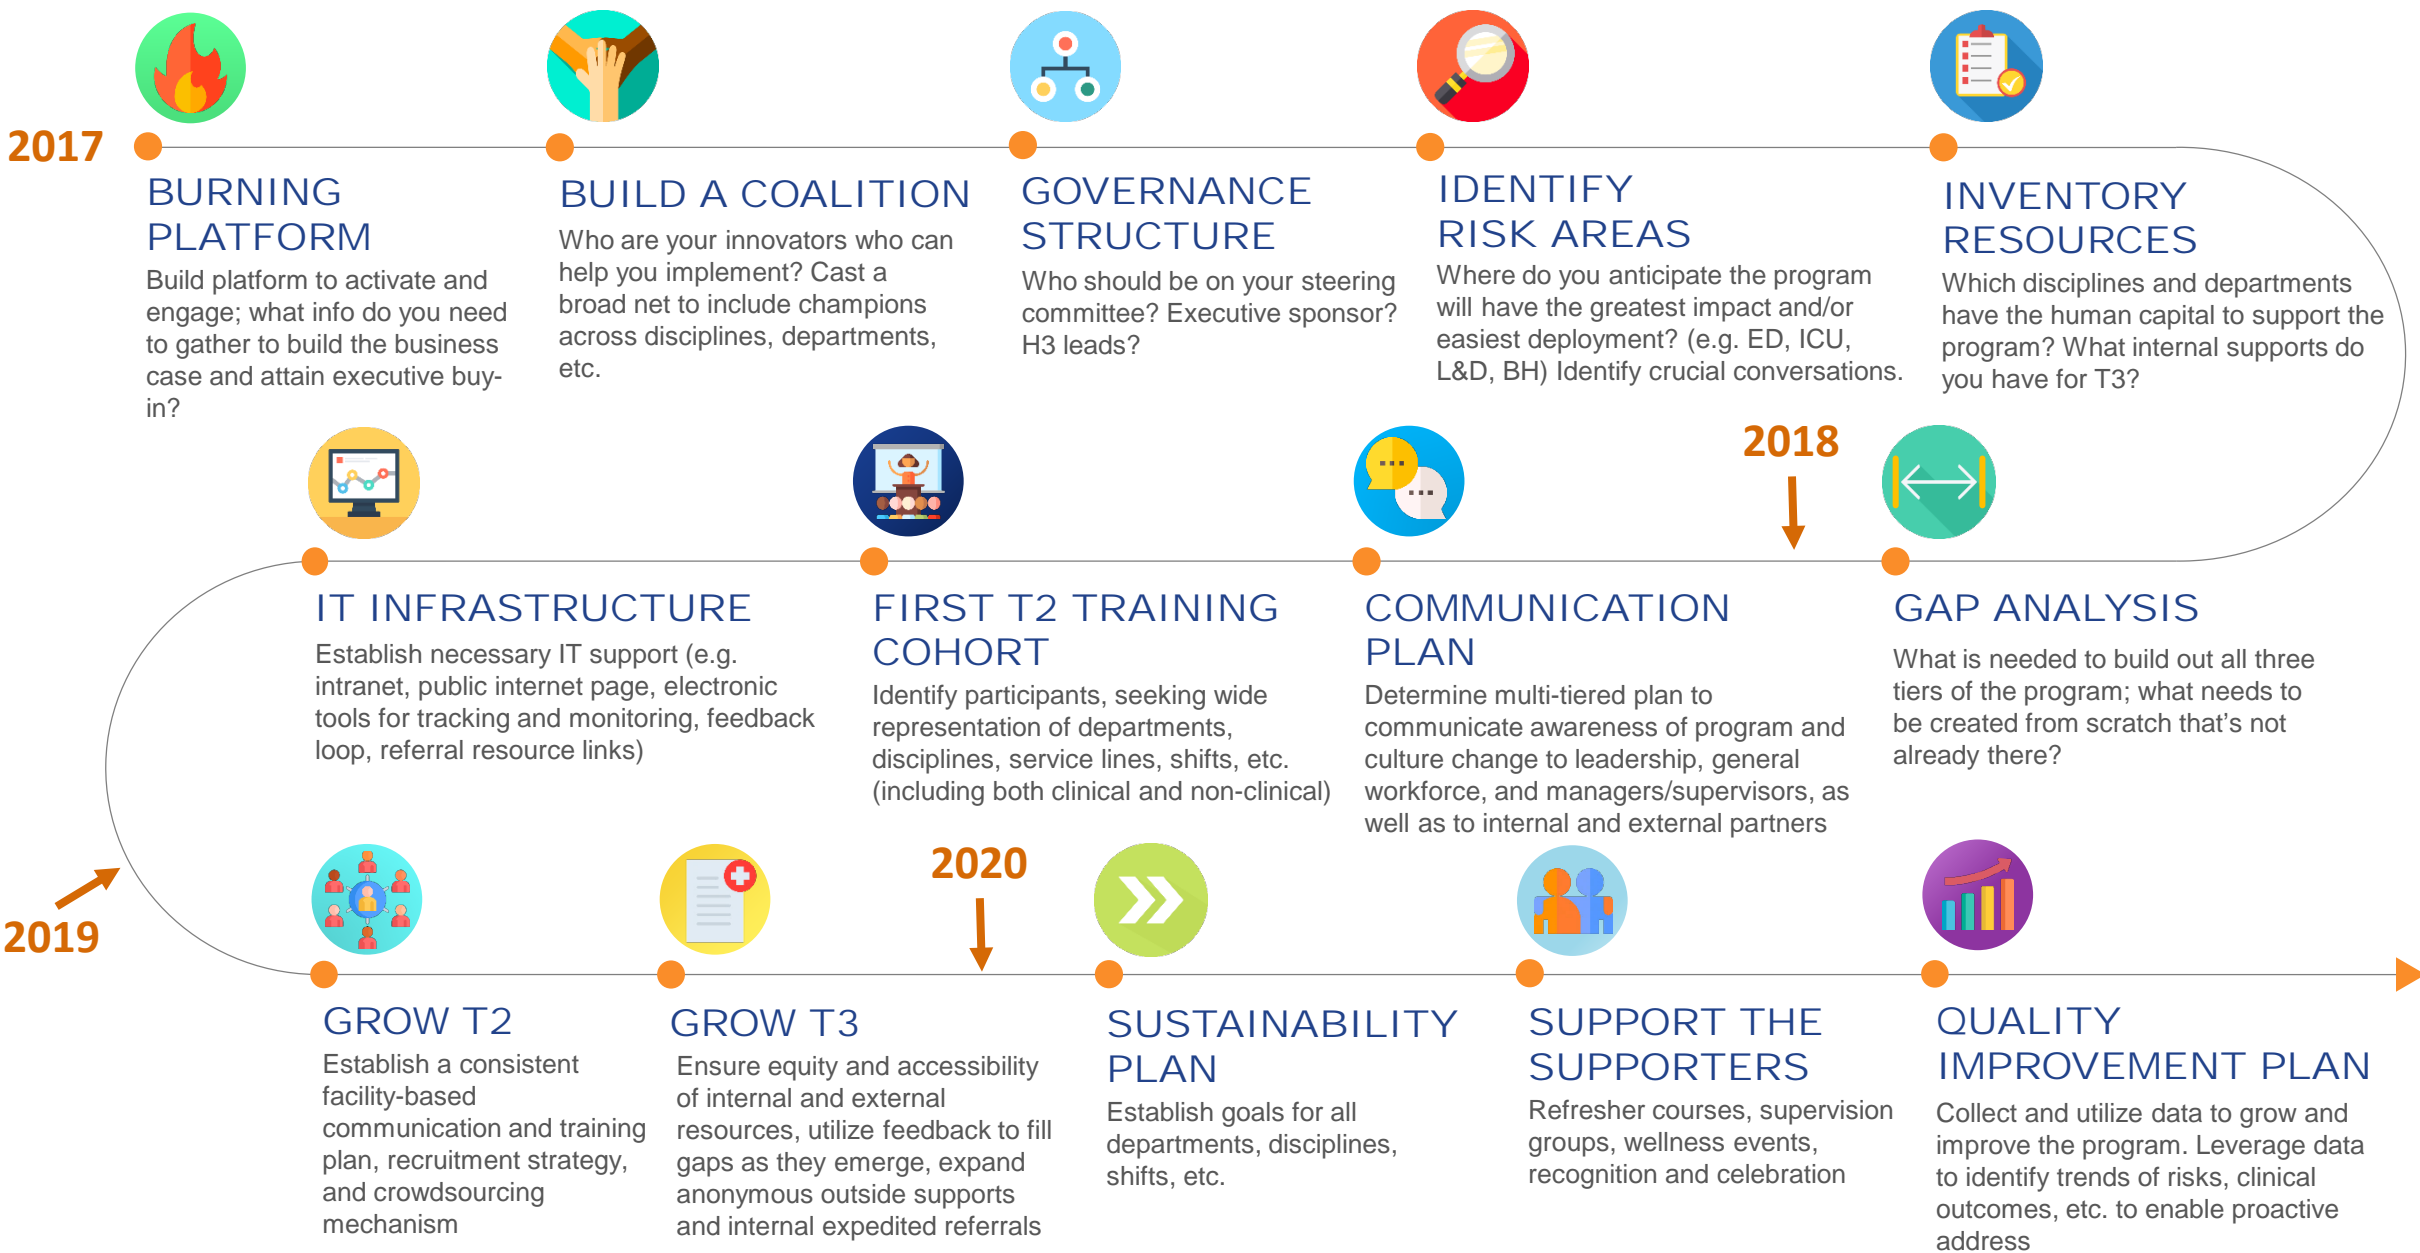 2017
BURNING
PLATFORM
Build platform to activate and
engage; what info do you need
to gather to build the business
case and attain executive buy-
in?
BUILD A COALITION
Who are your innovators who can
help you implement? Cast a
broad net to include champions
across disciplines, departments,
etc.
GOVERNANCE
STRUCTURE
Who should be on your steering
committee? Executive sponsor?
H3 leads?
IDENTIFY
RISK AREAS
Where do you anticipate the program
will have the greatest impact and/or
easiest deployment? (e.g. ED, ICU,
L&D, BH) Identify crucial conversations.
INVENTORY
RESOURCES
Which disciplines and departments
have the human capital to support the
program? What internal supports do
you have for T3?
2018
GAP ANALYSIS
What is needed to build out all three
tiers of the program; what needs to
be created from scratch that’s not
already there?
COMMUNICATION
PLAN
Determine multi-tiered plan to
communicate awareness of program and
culture change to leadership, general
workforce, and managers/supervisors, as
well as to internal and external partners
FIRST T2 TRAINING
COHORT
Identify participants, seeking wide
representation of departments,
disciplines, service lines, shifts, etc.
(including both clinical and non-clinical)
IT INFRASTRUCTURE
Establish necessary IT support (e.g.
intranet, public internet page, electronic
tools for tracking and monitoring, feedback
loop, referral resource links)
2019
GROW T2
Establish a consistent
facility-based
communication and training
plan, recruitment strategy,
and crowdsourcing
mechanism
GROW T3
Ensure equity and accessibility
of internal and external
resources, utilize feedback to fill
gaps as they emerge, expand
anonymous outside supports
and internal expedited referrals
2020
SUSTAINABILITY
PLAN
Establish goals for all
departments, disciplines,
shifts, etc.
SUPPORT THE
SUPPORTERS
Refresher courses, supervision
groups, wellness events,
recognition and celebration
QUALITY
IMPROVEMENT PLAN
Collect and utilize data to grow and
improve the program. Leverage data
to identify trends of risks, clinical
outcomes, etc. to enable proactive
address